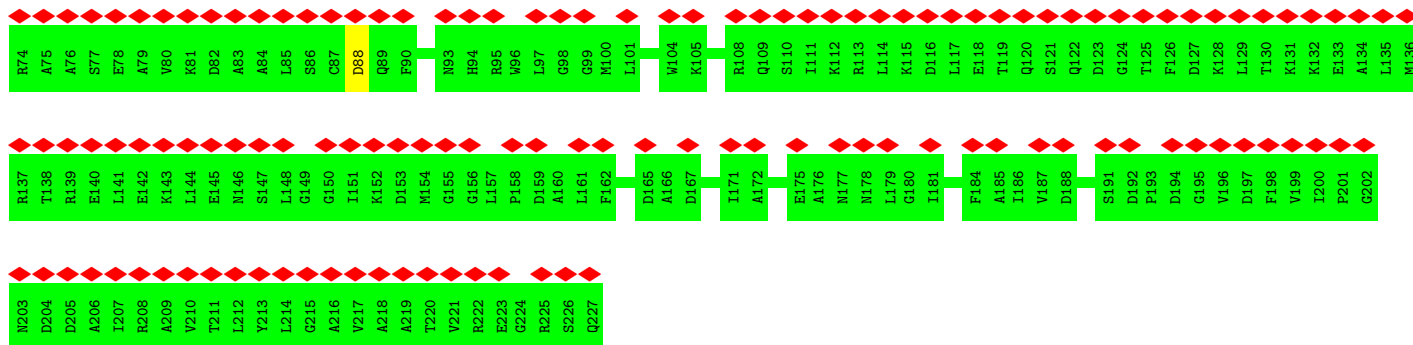 R74 A75 A76 S77 E78 A79 V80 K81 D82 A83 A84 L85 S86 C87 D88 Q89 F90 N93 H94 R95 W96 L97 G98 G99 M100 L101 W104 K105 R108 Q109 S110 I111 K112 R113 L114 K115 D116 L117 E118 T119 Q120 S121 Q122 D123 G124 T125 F126 D127 K128 L129 T130 K131 K132 E133 A134 L135 M136
R137 T138 R139 E140 L141 E142 K143 L144 E145 N146 S147 L148 G149 G150 I151 K152 D153 M154 G155 G156 L157 P158 D159 A160 L161 F162 D165 A166 D167 I171 A172 E175 A176 N177 N178 L179 G180 I181 F184 A185 I186 V187 D188 S191 D192 P193 D194 G195 V196 D197 F198 V199 I200 P201 G202
N203 D204 D205 A206 I207 R208 A209 V210 T211 L212 Y213 L214 G215 A216 V217 A218 A219 T220 V221 R222 E223 G224 R225 S226 Q227